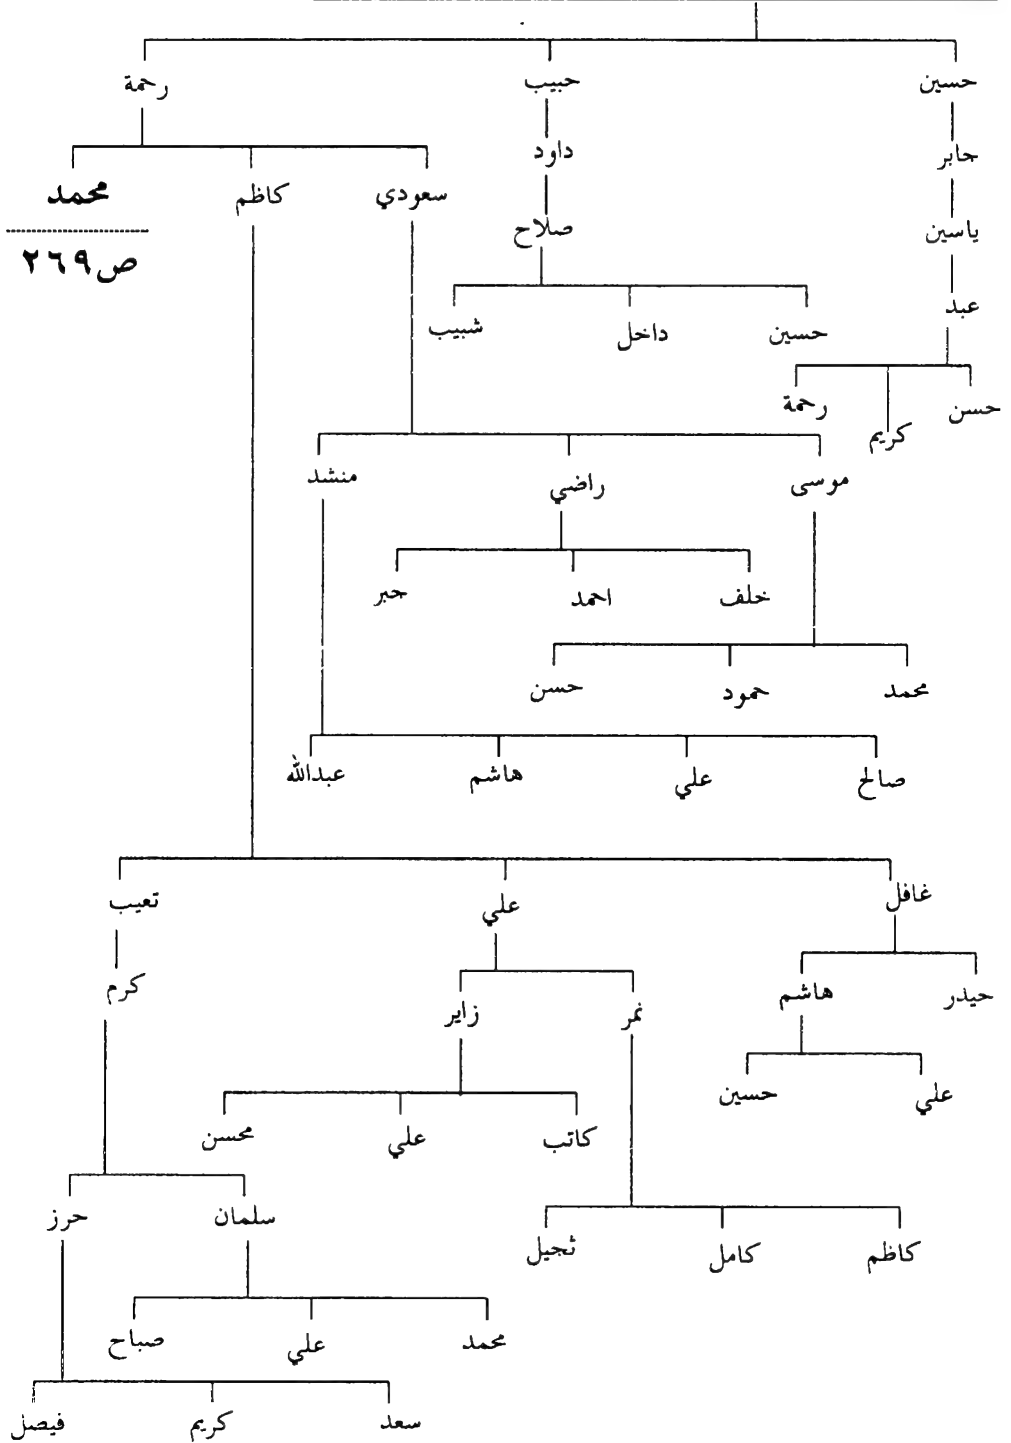 حسين حبيب رحمة
جابر داود
سعودي كاظم محمد
ياسين صلاح
ص٢٦٩
عبد
حسين داخل شبيب
حسن كريم رحمة
موسى راضي منشد
خلف احمد جبر
محمد حمود حسن
صالح علي هاشم عبدالله
غافل علي تعيب
حيدر هاشم كرم
نمر زاير
علي حسين
كاتب علي محسن
سلمان حرز
كاظم كامل ثجيل
محمد علي صباح
سعد كريم فيصل